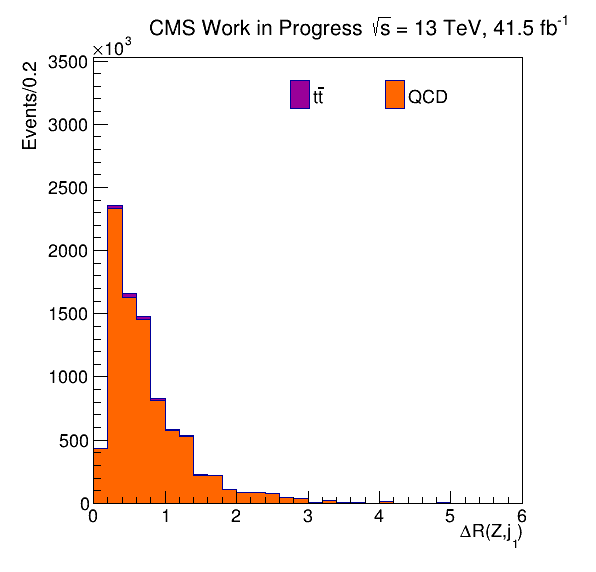 CMS Work in Progress √s = 13 TeV, 41.5 fb⁻¹
×10³
Events/0.2
tt̄
QCD
3500
3000
2500
2000
1500
1000
500
0
0 1 2 3 4 5 6
ΔR(Z,j₁)